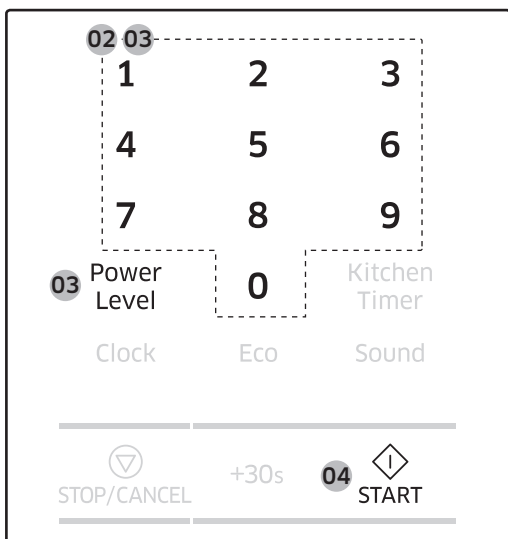 02 03
1 2 3
4 5 6
7 8 9
03 Power Level 0 Kitchen Timer
Clock Eco Sound
STOP/CANCEL +30s 04 START